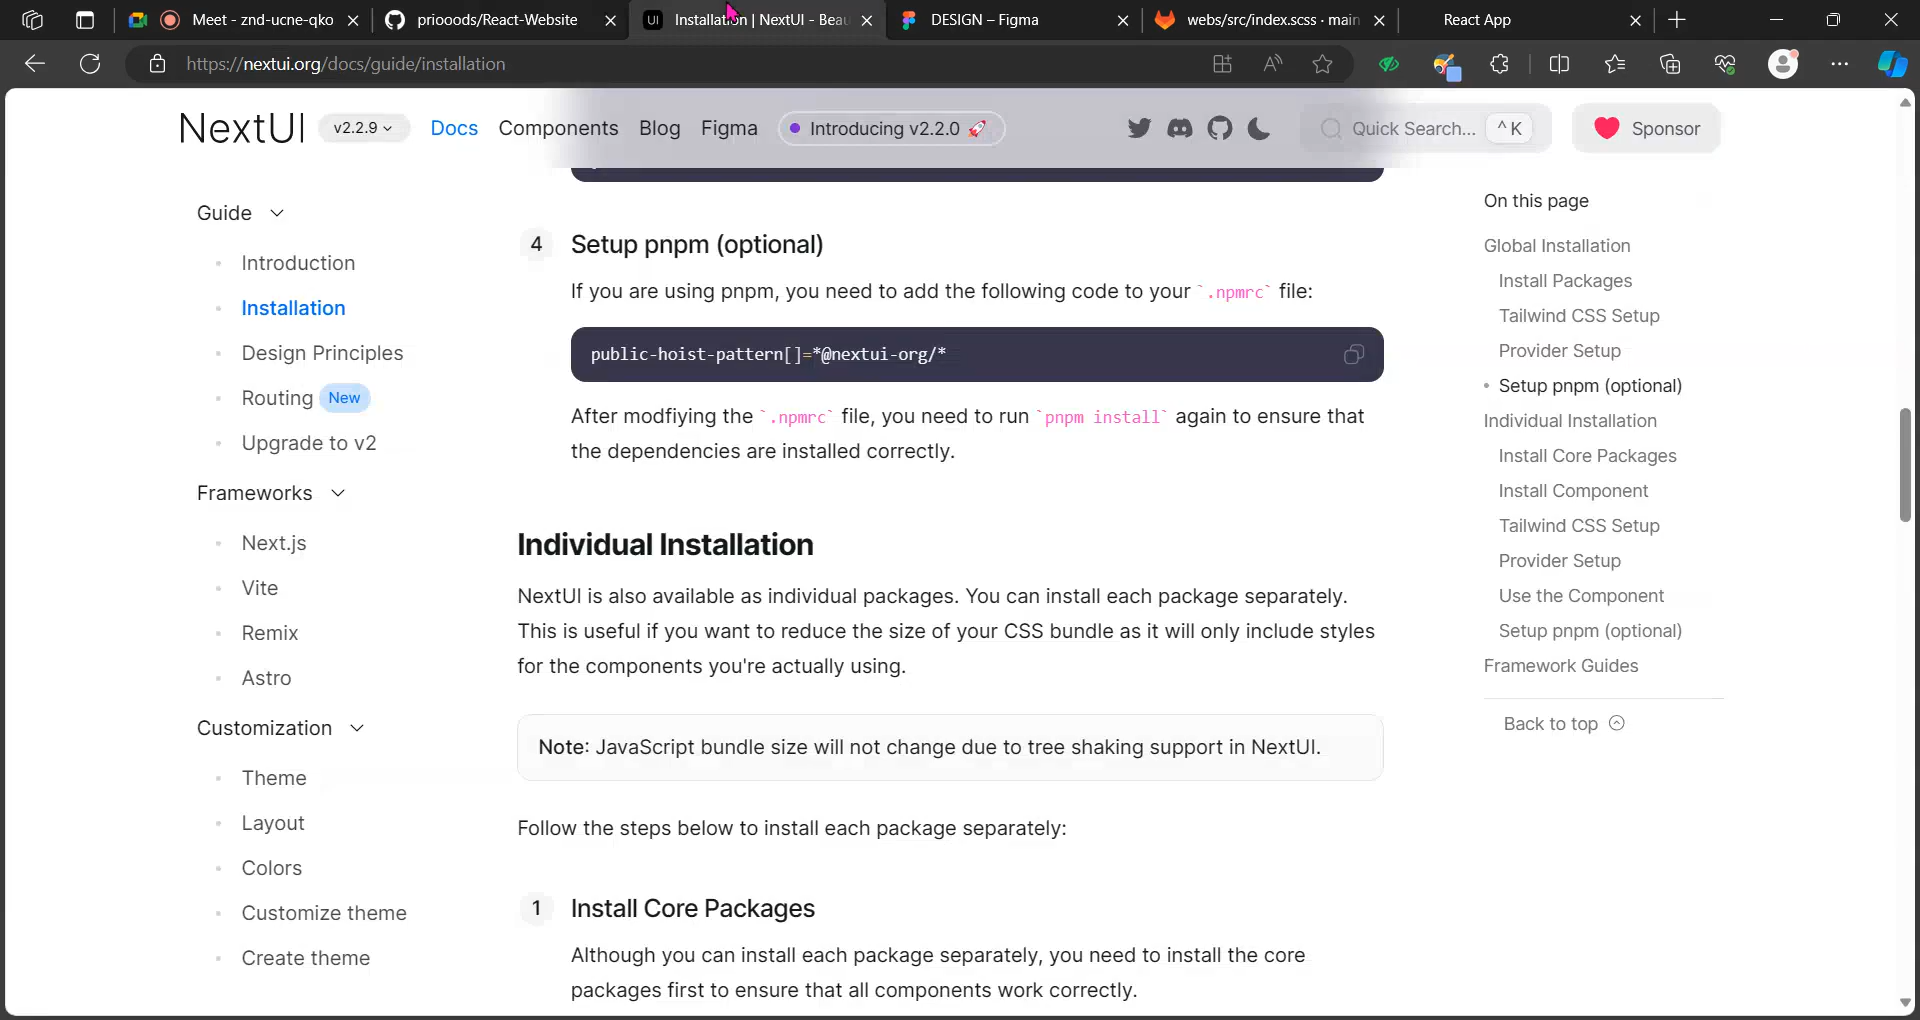 Meet - znd-ucne-qko
priooods/React-Website
Installation | NextUI - Beau
DESIGN – Figma
webs/src/index.scss · main
React App
https://nextui.org/docs/guide/installation
NextUI
v2.2.9
Docs
Components
Blog
Figma
Introducing v2.2.0 🚀
Quick Search...
^ K
Sponsor
Guide
Introduction
Installation
Design Principles
Routing New
Upgrade to v2
Frameworks
Next.js
Vite
Remix
Astro
Customization
Theme
Layout
Colors
Customize theme
Create theme
4 Setup pnpm (optional)
If you are using pnpm, you need to add the following code to your `.npmrc` file:
public-hoist-pattern[]=*@nextui-org/*
After modfiying the `.npmrc` file, you need to run `pnpm install` again to ensure that
the dependencies are installed correctly.
Individual Installation
NextUI is also available as individual packages. You can install each package separately.
This is useful if you want to reduce the size of your CSS bundle as it will only include styles
for the components you're actually using.
Note: JavaScript bundle size will not change due to tree shaking support in NextUI.
Follow the steps below to install each package separately:
1 Install Core Packages
Although you can install each package separately, you need to install the core
packages first to ensure that all components work correctly.
On this page
Global Installation
Install Packages
Tailwind CSS Setup
Provider Setup
Setup pnpm (optional)
Individual Installation
Install Core Packages
Install Component
Tailwind CSS Setup
Provider Setup
Use the Component
Setup pnpm (optional)
Framework Guides
Back to top